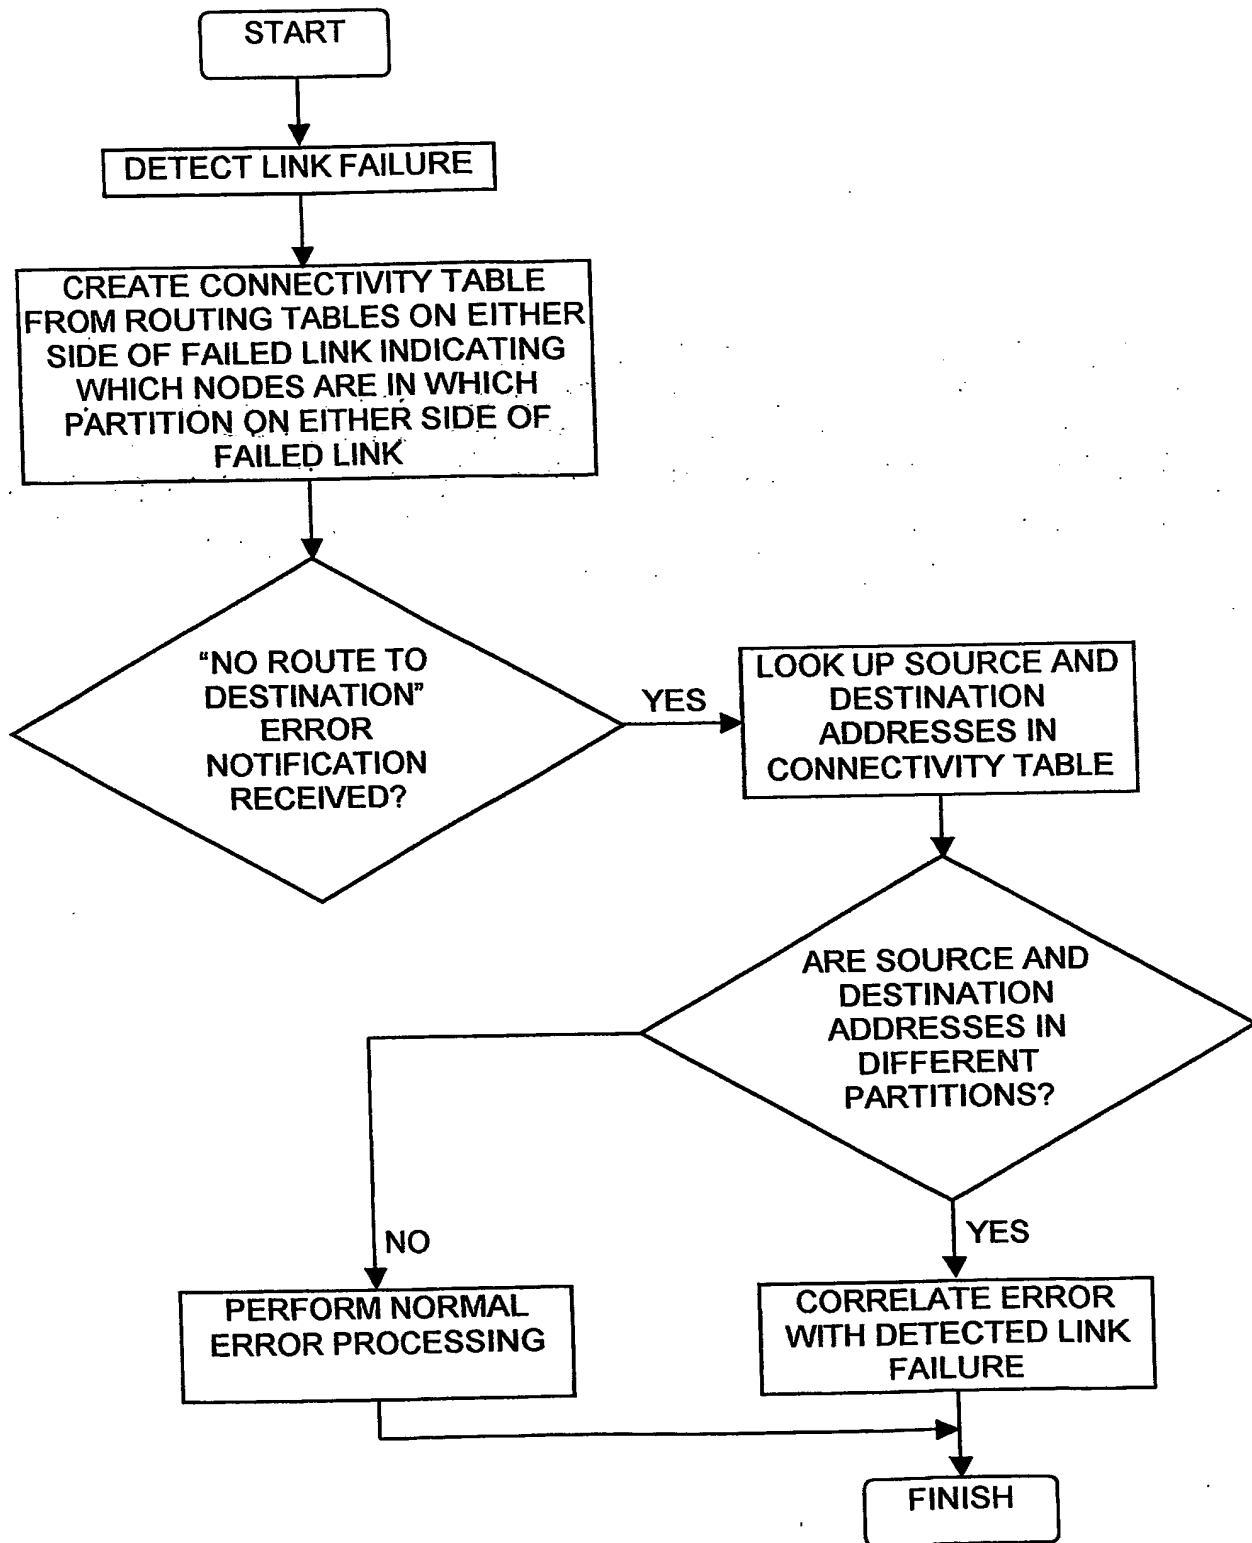 START
DETECT LINK FAILURE
CREATE CONNECTIVITY TABLE
FROM ROUTING TABLES ON EITHER
SIDE OF FAILED LINK INDICATING
WHICH NODES ARE IN WHICH
PARTITION ON EITHER SIDE OF
FAILED LINK
"NO ROUTE TO
DESTINATION"
ERROR
NOTIFICATION
RECEIVED?
YES
LOOK UP SOURCE AND
DESTINATION
ADDRESSES IN
CONNECTIVITY TABLE
ARE SOURCE AND
DESTINATION
ADDRESSES IN
DIFFERENT
PARTITIONS?
NO
YES
PERFORM NORMAL
ERROR PROCESSING
CORRELATE ERROR
WITH DETECTED LINK
FAILURE
FINISH